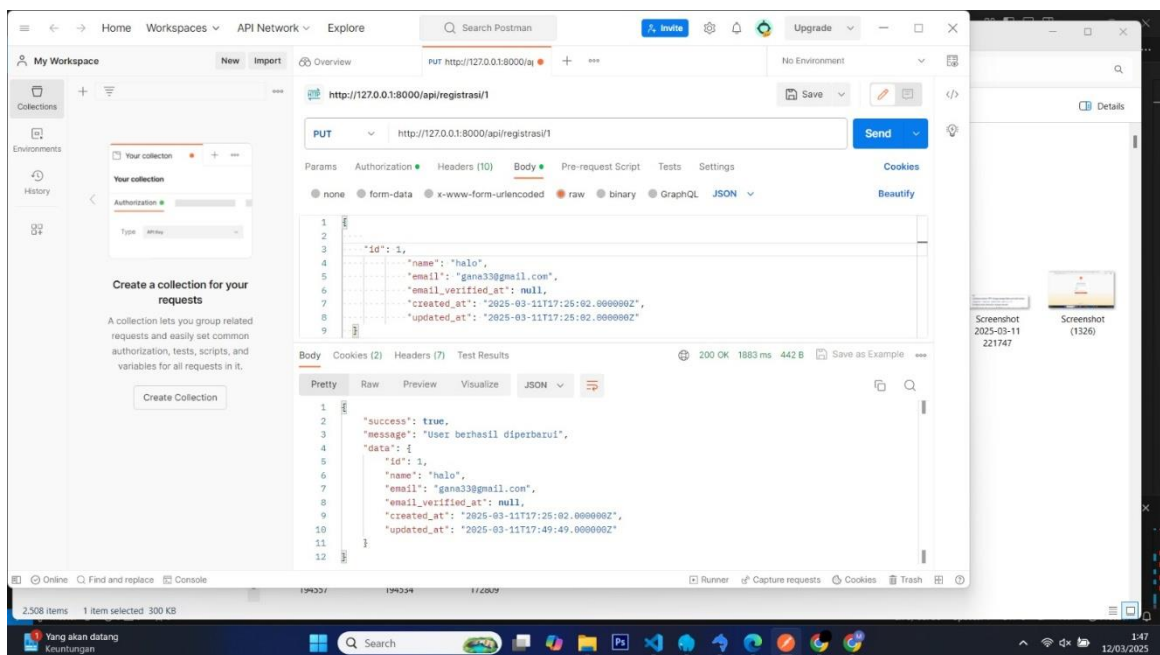 Home Workspaces API Network Explore Search Postman Invite Upgrade
My Workspace New Import Overview PUT http://127.0.0.1:8000/a No Environment
Collections
Environments
History
Your collecton
Your collection
Authorization
Type API Key
Create a collection for your
requests
A collection lets you group related
requests and easily set common
authorization, tests, scripts, and
variables for all requests in it.
Create Collection
http://127.0.0.1:8000/api/registrasi/1 Save
PUT http://127.0.0.1:8000/api/registrasi/1 Send
Params Authorization Headers (10) Body Pre-request Script Tests Settings Cookies
none form-data x-www-form-urlencoded raw binary GraphQL JSON Beautify
1 {
2
3 "id": 1,
4 "name": "halo",
5 "email": "gana33@gmail.com",
6 "email_verified_at": null,
7 "created_at": "2025-03-11T17:25:02.000000Z",
8 "updated_at": "2025-03-11T17:25:02.000000Z"
9 }
Body Cookies (2) Headers (7) Test Results 200 OK 1883 ms 442 B Save as Example
Pretty Raw Preview Visualize JSON
1 {
2 "success": true,
3 "message": "User berhasil diperbarui",
4 "data": {
5 "id": 1,
6 "name": "halo",
7 "email": "gana33@gmail.com",
8 "email_verified_at": null,
9 "created_at": "2025-03-11T17:25:02.000000Z",
10 "updated_at": "2025-03-11T17:49:49.000000Z"
11 }
12 }
Online Find and replace Console Runner Capture requests Cookies Trash
Details
Screenshot
2025-03-11
221747
Screenshot
(1326)
194557 194534 172809
2.508 items 1 item selected 300 KB
1 Yang akan datang
Keuntungan
Search
Ps
1:47
12/03/2025